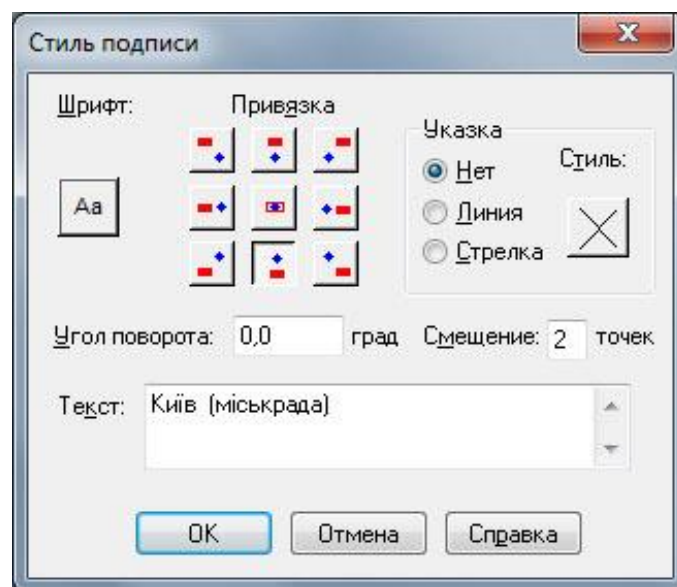 Стиль подписи
Шрифт: Привязка
Указка
Нет Стиль:
Aa
Линия
Стрелка
Угол поворота: 0,0 град Смещение: 2 точек
Текст: Київ (міськрада)
OK Отмена Справка